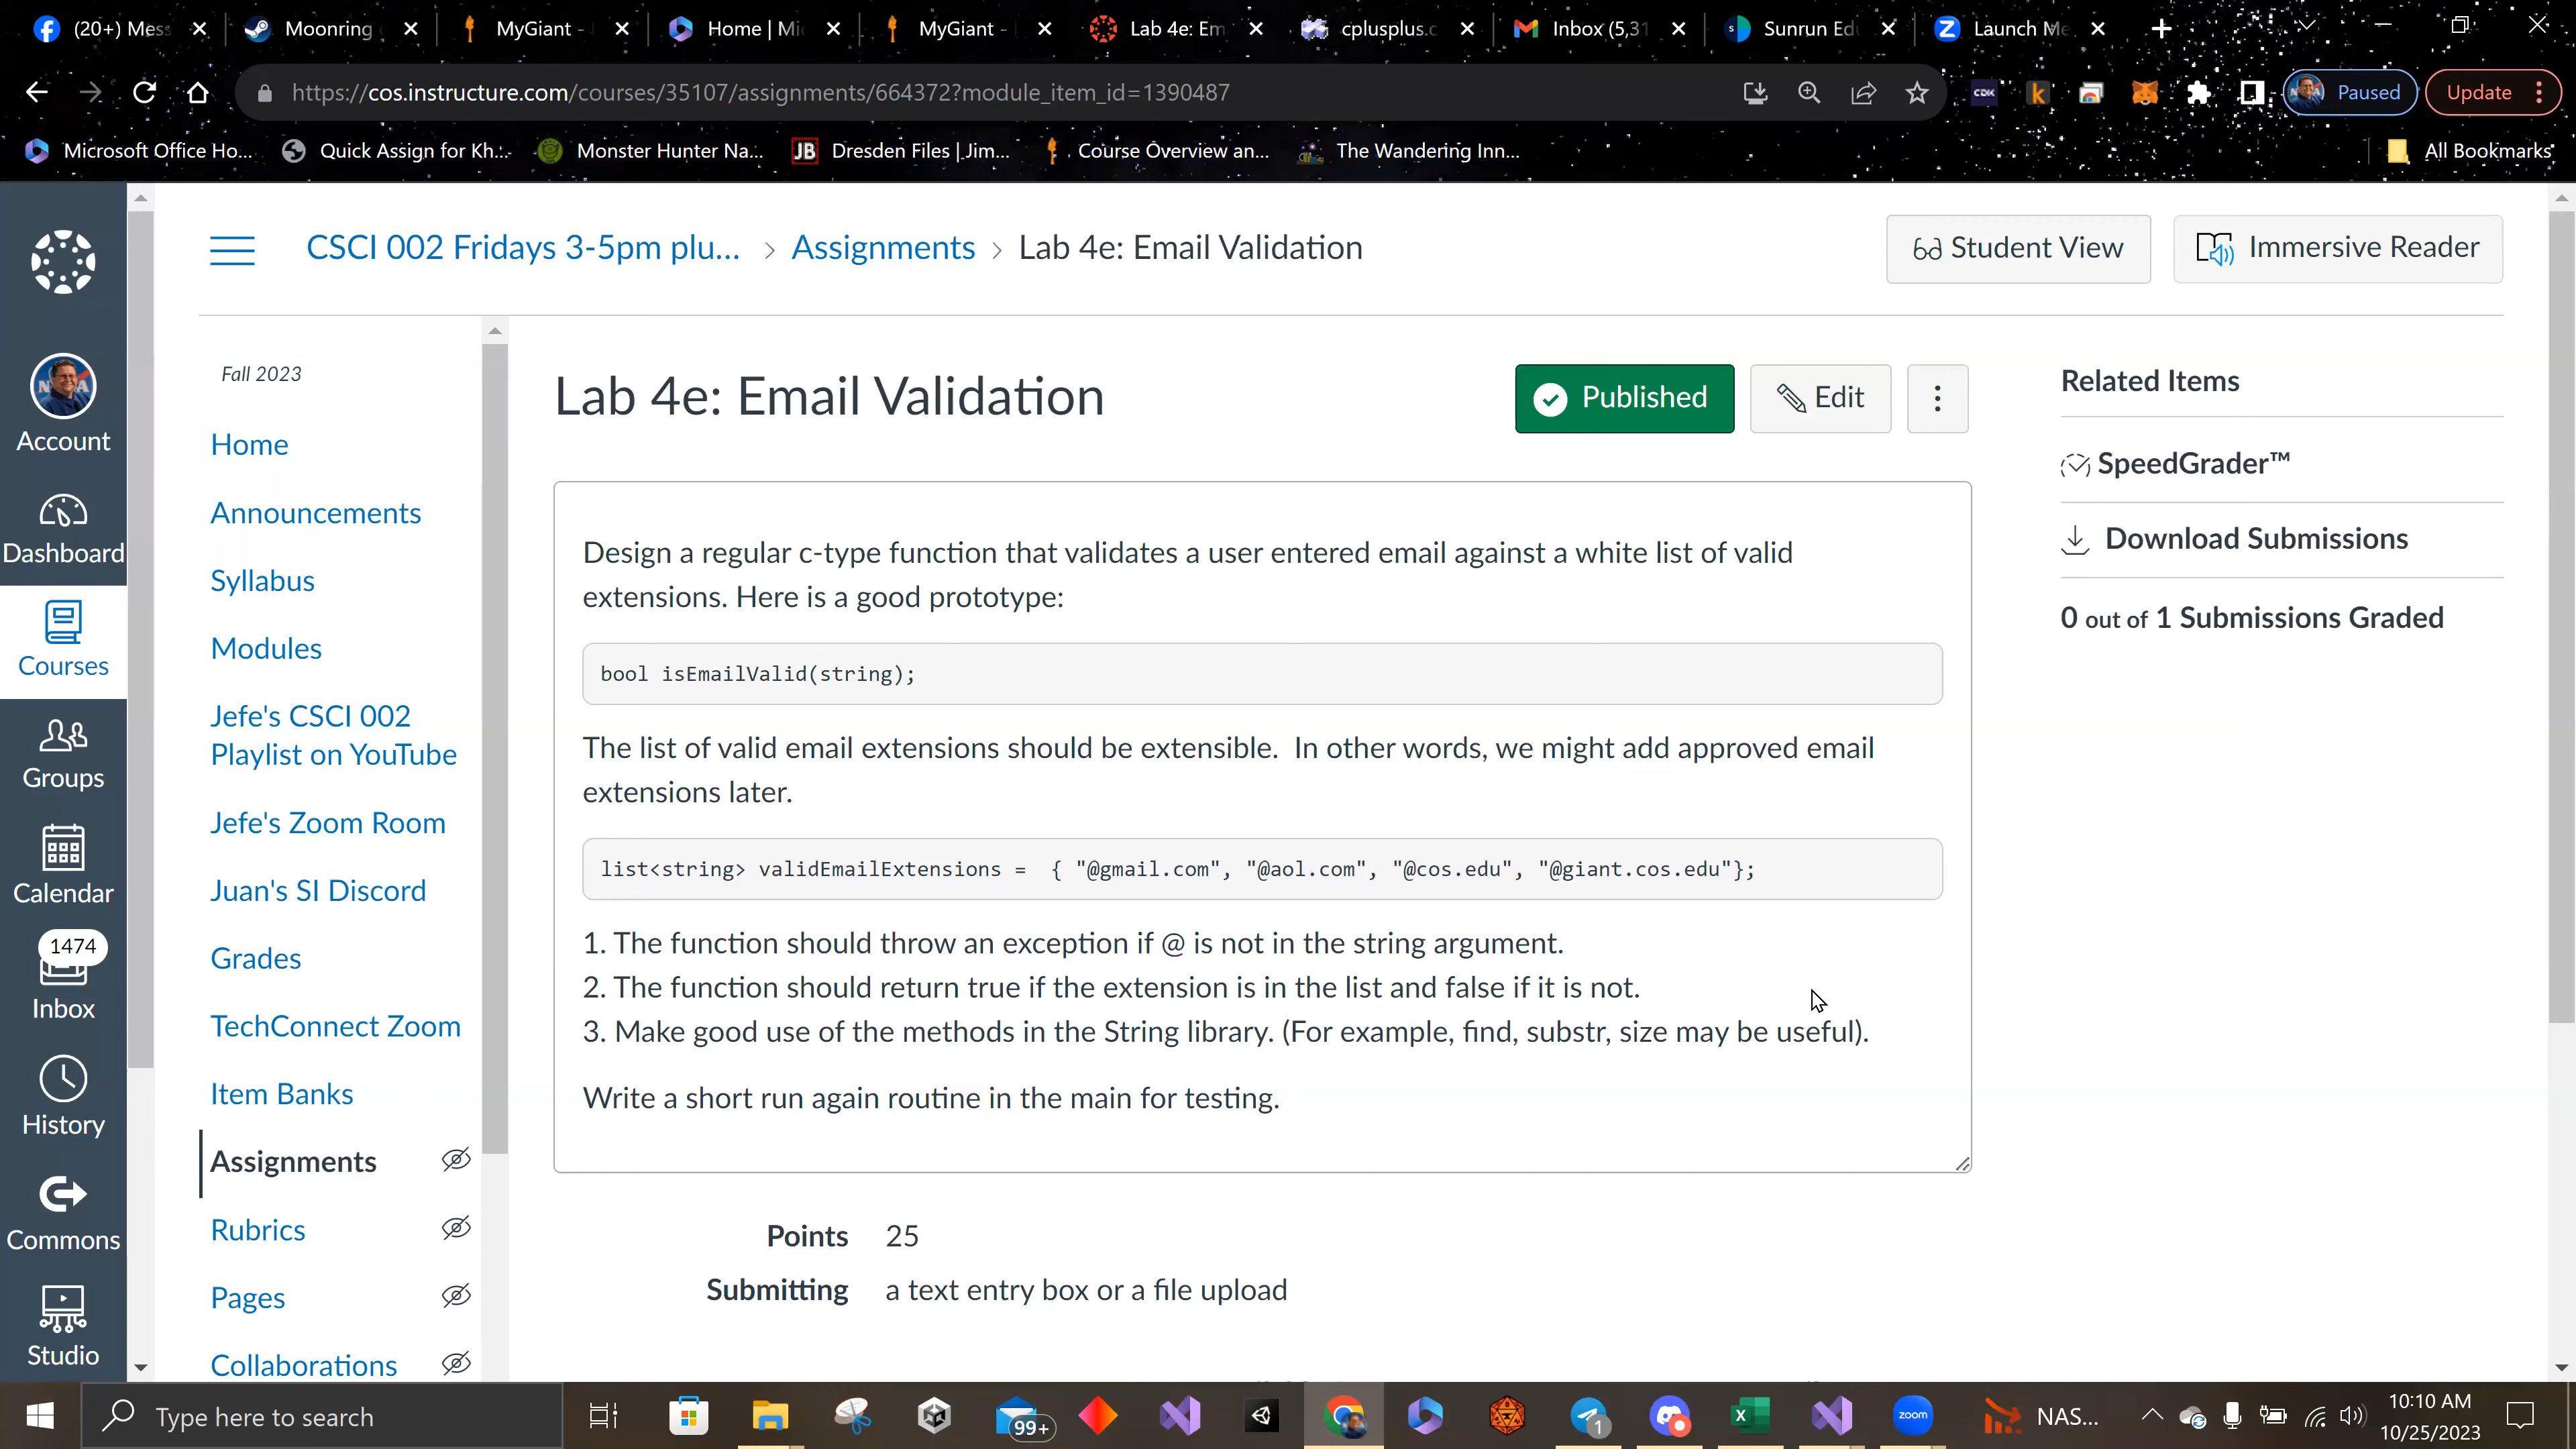 (20+) Mess
Moonring
MyGiant -
Home | Mi
MyGiant -
Lab 4e: Em
cplusplus.c
Inbox (5,31
Sunrun Ed
Launch Me
https://cos.instructure.com/courses/35107/assignments/664372?module_item_id=1390487
CDK
Paused
Update
Microsoft Office Ho...
Quick Assign for Kh...
Monster Hunter Na...
JB Dresden Files | Jim...
Course Overview an...
The Wandering Inn...
All Bookmarks
CSCI 002 Fridays 3-5pm plu... > Assignments > Lab 4e: Email Validation
Student View
Immersive Reader
Account
Dashboard
Courses
Groups
Calendar
1474
Inbox
History
Commons
Studio
Fall 2023
Home
Announcements
Syllabus
Modules
Jefe's CSCI 002
Playlist on YouTube
Jefe's Zoom Room
Juan's SI Discord
Grades
TechConnect Zoom
Item Banks
Assignments
Rubrics
Pages
Collaborations
Lab 4e: Email Validation
Published
Edit
Design a regular c-type function that validates a user entered email against a white list of valid
extensions. Here is a good prototype:
bool isEmailValid(string);
The list of valid email extensions should be extensible.  In other words, we might add approved email
extensions later.
list<string> validEmailExtensions =  { "@gmail.com", "@aol.com", "@cos.edu", "@giant.cos.edu"};
1. The function should throw an exception if @ is not in the string argument.
2. The function should return true if the extension is in the list and false if it is not.
3. Make good use of the methods in the String library. (For example, find, substr, size may be useful).
Write a short run again routine in the main for testing.
Points 25
Submitting a text entry box or a file upload
Related Items
SpeedGrader™
Download Submissions
0 out of 1 Submissions Graded
Type here to search
99+
1
zoom
NAS...
10:10 AM
10/25/2023